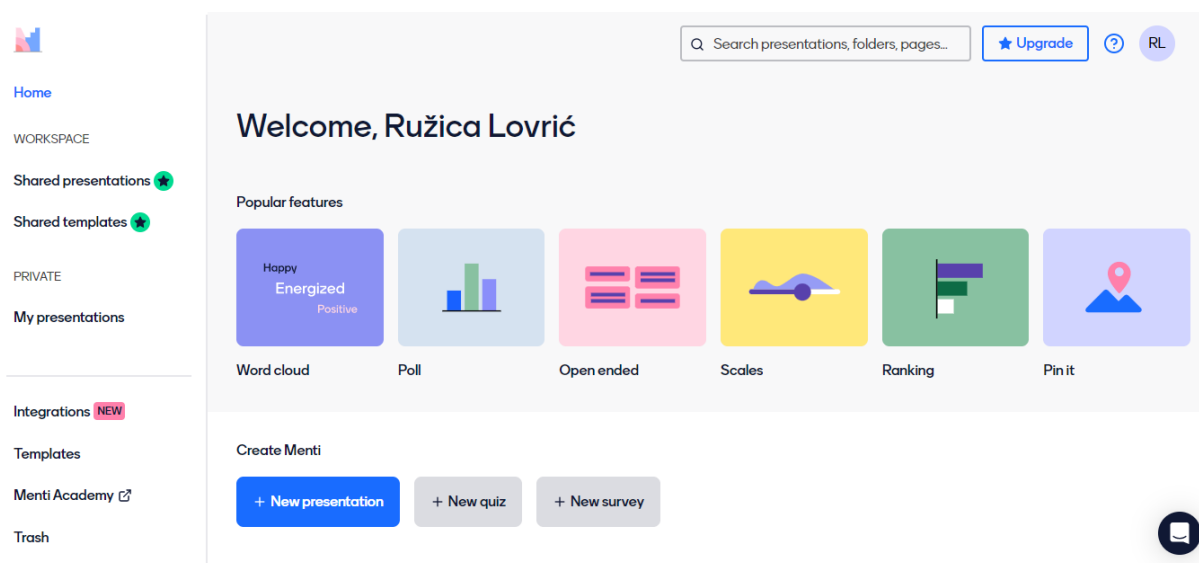 Search presentations, folders, pages...
Upgrade
RL
Home
WORKSPACE
Shared presentations
Shared templates
PRIVATE
My presentations
Integrations NEW
Templates
Menti Academy
Trash
Welcome, Ružica Lovrić
Popular features
Happy
Energized
Positive
Word cloud
Poll
Open ended
Scales
Ranking
Pin it
Create Menti
+ New presentation
+ New quiz
+ New survey